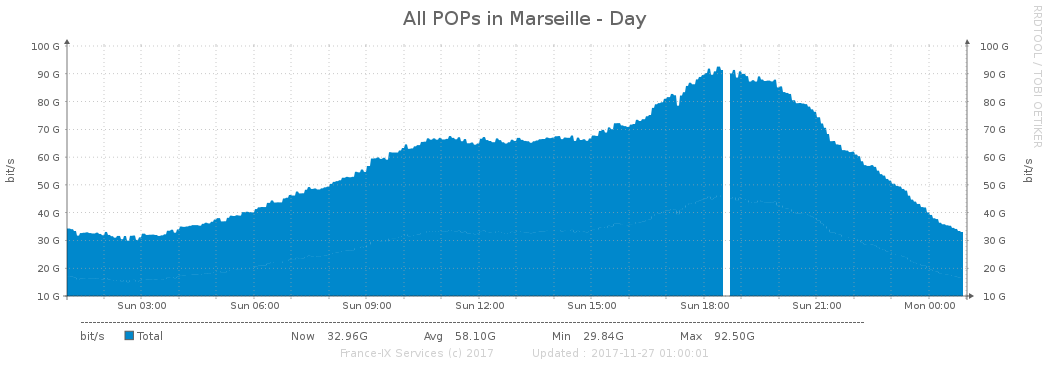 All POPs in Marseille - Day
RRDTOOL / TOBI OETIKER
bit/s
100 G
90 G
80 G
70 G
60 G
50 G
40 G
30 G
20 G
10 G
100 G
90 G
80 G
70 G
60 G
50 G
40 G
30 G
20 G
10 G
bit/s
Sun 03:00 Sun 06:00 Sun 09:00 Sun 12:00 Sun 15:00 Sun 18:00 Sun 21:00 Mon 00:00
bit/s Total Now 32.96G Avg 58.10G Min 29.84G Max 92.50G
France-IX Services (c) 2017 Updated : 2017-11-27 01:00:01